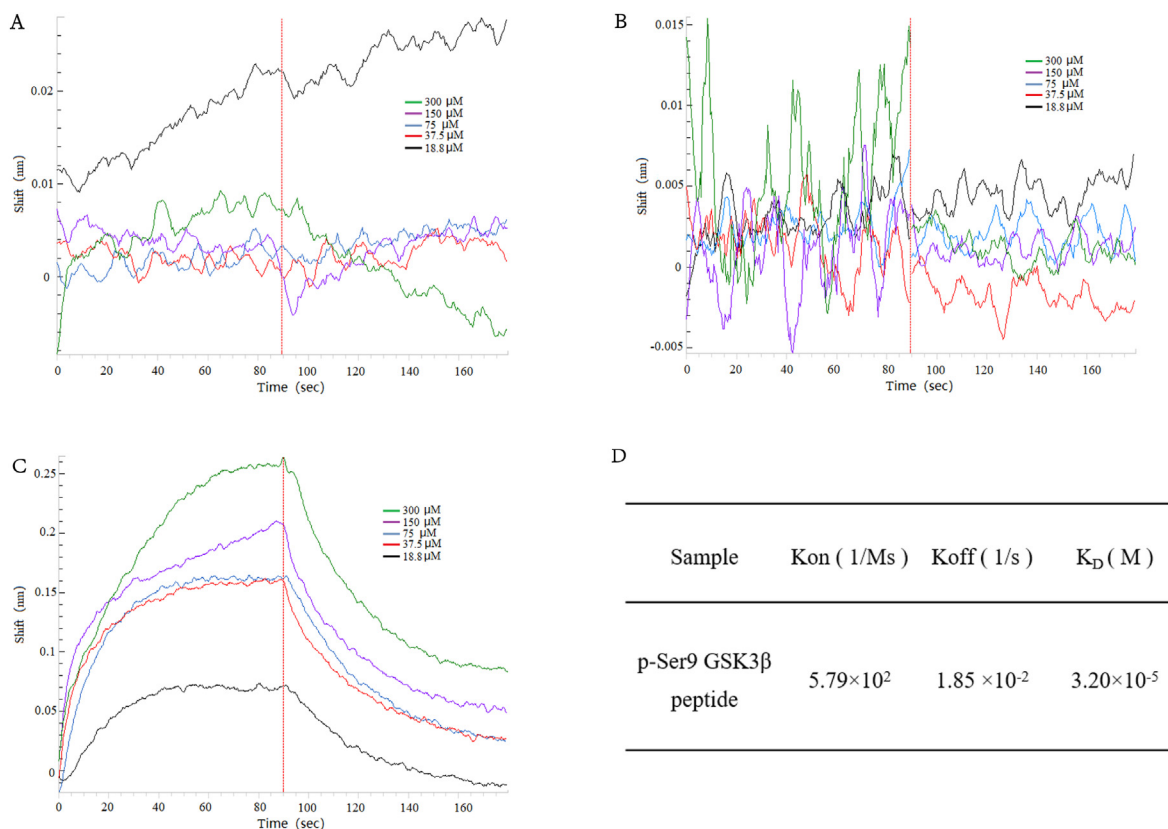 A
Shift (nm)
0.02
0.01
0
300 μM
150 μM
75 μM
37.5 μM
18.8 μM
0 20 40 60 80 100 120 140 160
Time (sec)
B
Shift (nm)
0.015
0.01
0.005
0
-0.005
300 μM
150 μM
75 μM
37.5 μM
18.8 μM
0 20 40 60 80 100 120 140 160
Time (sec)
C
Shift (nm)
0.25
0.2
0.15
0.1
0.05
0
300 μM
150 μM
75 μM
37.5 μM
18.8 μM
0 20 40 60 80 100 120 140 160
Time (sec)
D
Sample Kon ( 1/Ms ) Koff ( 1/s ) K_D ( M )
p-Ser9 GSK3β
peptide
5.79×10² 1.85 ×10⁻² 3.20×10⁻⁵